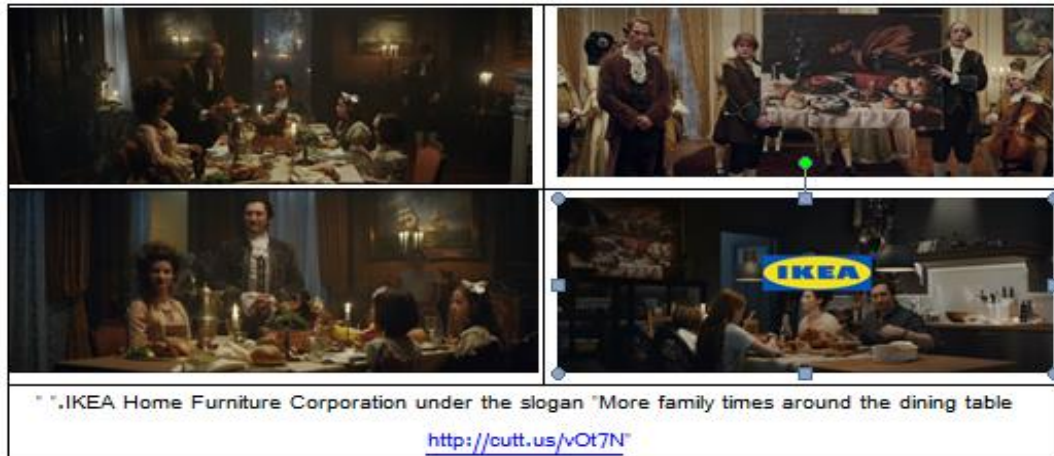 IKEA
" ".IKEA Home Furniture Corporation under the slogan "More family times around the dining table
http://cutt.us/vOt7N"